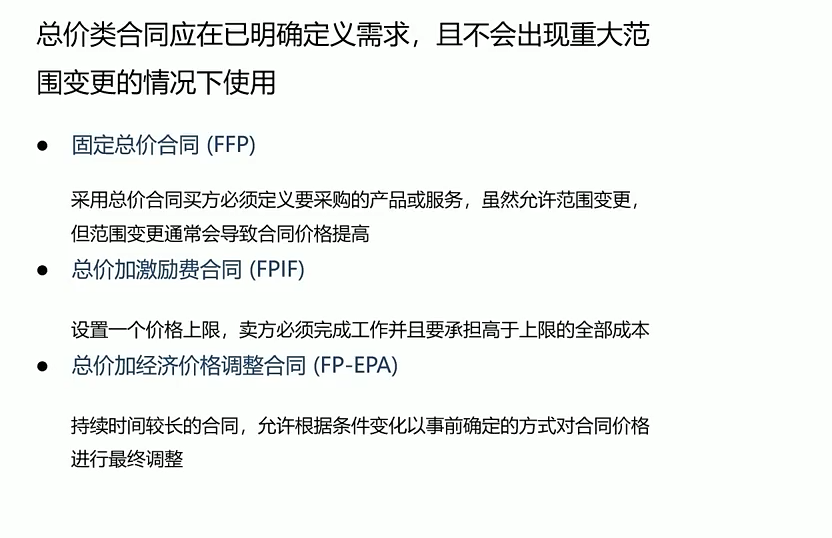 总价类合同应在已明确定义需求，且不会出现重大范
围变更的情况下使用
● 固定总价合同 (FFP)
采用总价合同买方必须定义要采购的产品或服务，虽然允许范围变更，
但范围变更通常会导致合同价格提高
● 总价加激励费合同 (FPIF)
设置一个价格上限，卖方必须完成工作并且要承担高于上限的全部成本
● 总价加经济价格调整合同 (FP-EPA)
持续时间较长的合同，允许根据条件变化以事前确定的方式对合同价格
进行最终调整